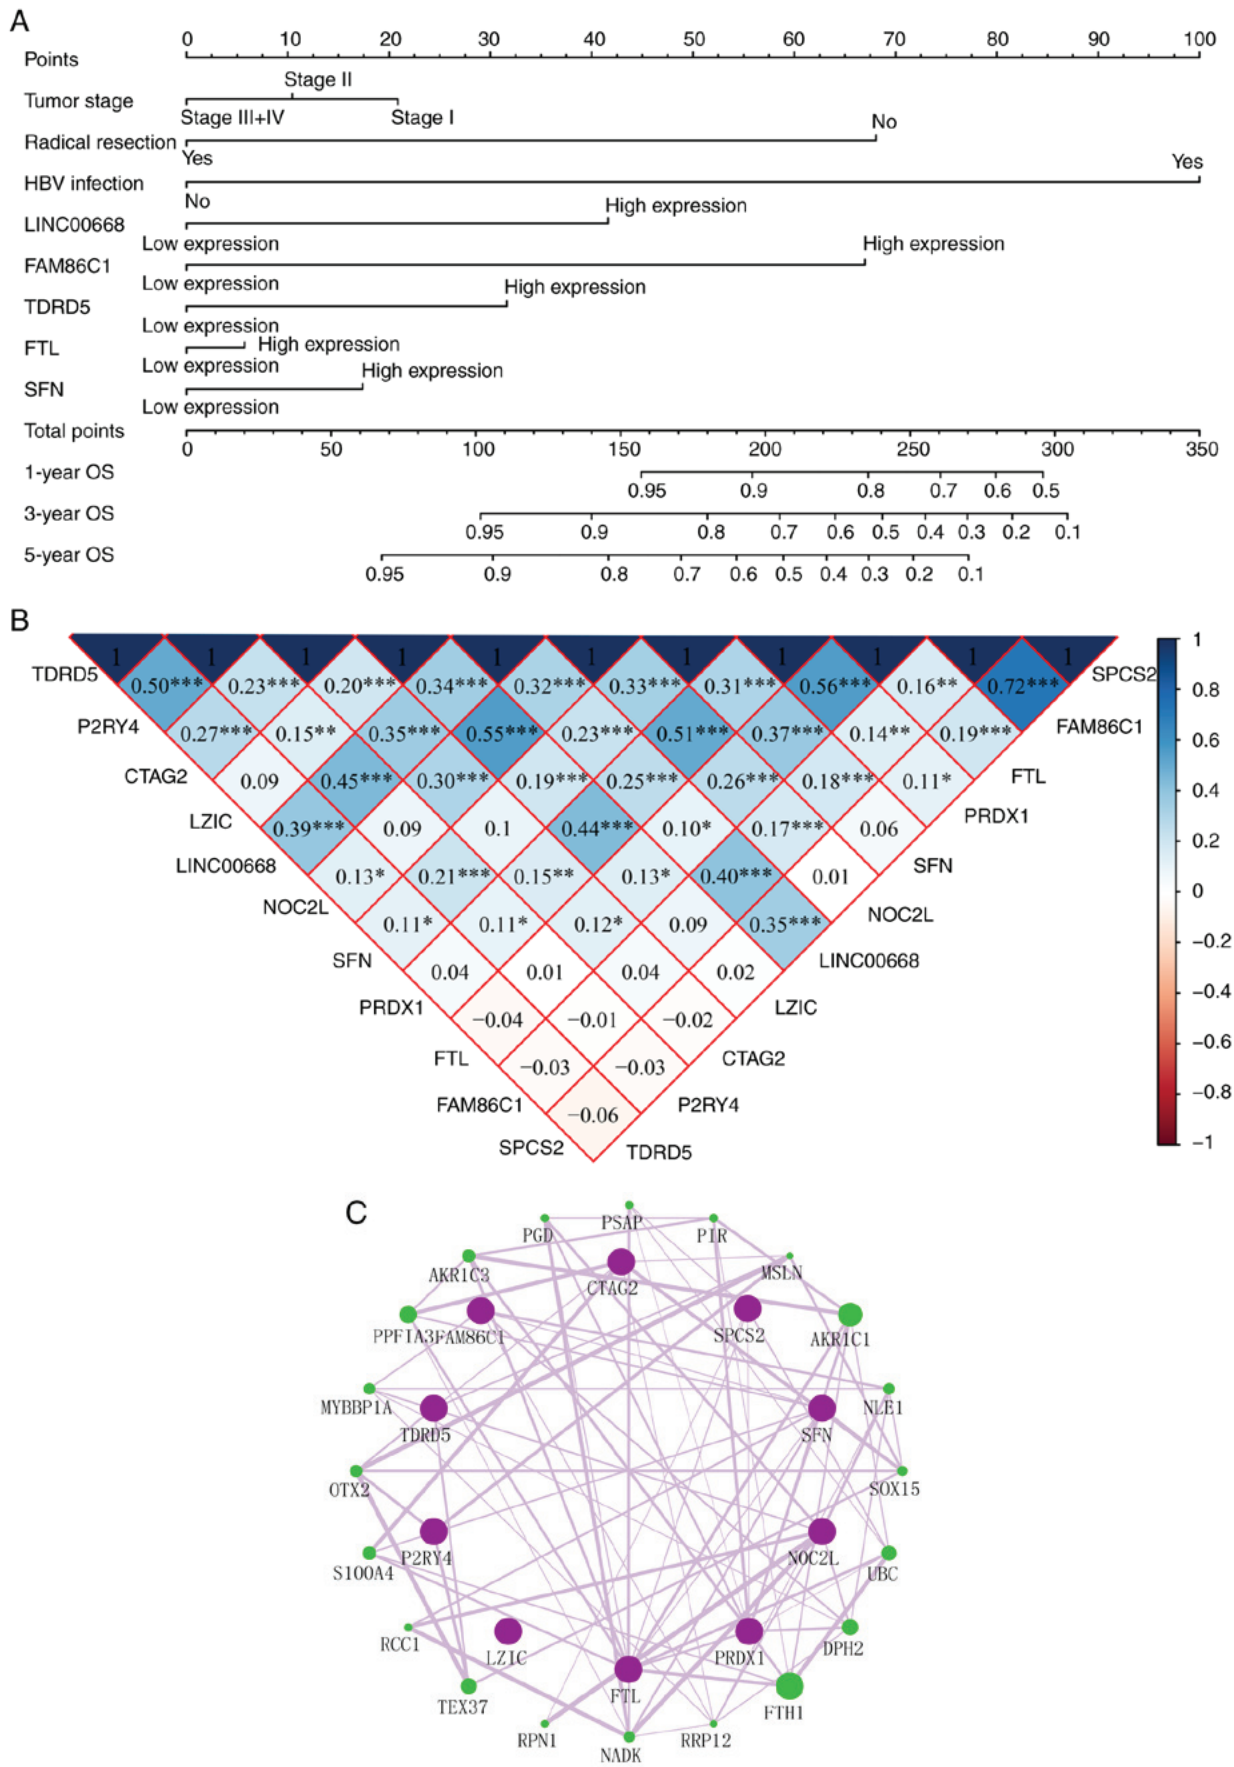 A
0 10 20 30 40 50 60 70 80 90 100
Points
Stage II
Tumor stage
Stage III+IV Stage I
No
Radical resection
Yes
Yes
HBV infection
No
High expression
LINC00668
Low expression
High expression
FAM86C1
Low expression
High expression
TDRD5
Low expression
FTL High expression
Low expression
High expression
SFN
Low expression
Total points
0 50 100 150 200 250 300 350
1-year OS
0.95 0.9 0.8 0.7 0.6 0.5
3-year OS
0.95 0.9 0.8 0.7 0.6 0.5 0.4 0.3 0.2 0.1
5-year OS
0.95 0.9 0.8 0.7 0.6 0.5 0.4 0.3 0.2 0.1
B
1 1 1 1 1 1 1 1 1 1 1
TDRD5 0.50*** 0.23*** 0.20*** 0.34*** 0.32*** 0.33*** 0.31*** 0.56*** 0.16** 0.72*** SPCS2
P2RY4 0.27*** 0.15** 0.35*** 0.55*** 0.23*** 0.51*** 0.37*** 0.14** 0.19*** FAM86C1
CTAG2 0.09 0.45*** 0.30*** 0.19*** 0.25*** 0.26*** 0.18*** 0.11* FTL
LZIC 0.39*** 0.09 0.1 0.44*** 0.10* 0.17*** 0.06 PRDX1
LINC00668 0.13* 0.21*** 0.15** 0.13* 0.40*** 0.01 SFN
NOC2L 0.11* 0.11* 0.12* 0.09 0.35*** NOC2L
SFN 0.04 0.01 0.04 0.02 LINC00668
PRDX1 −0.04 −0.01 −0.02 LZIC
FTL −0.03 −0.03 CTAG2
FAM86C1 −0.06 P2RY4
SPCS2 TDRD5
1
0.8
0.6
0.4
0.2
0
−0.2
−0.4
−0.6
−0.8
−1
C
PGD PSAP PIR
AKR1C3 CTAG2 MSLN
PPFIA3 FAM86C1 SPCS2 AKR1C1
MYBBP1A TDRD5 SFN NLE1
OTX2 SOX15
S100A4 P2RY4 NOC2L UBC
RCC1 LZIC PRDX1 DPH2
TEX37 FTL FTH1
RPN1 NADK RRP12